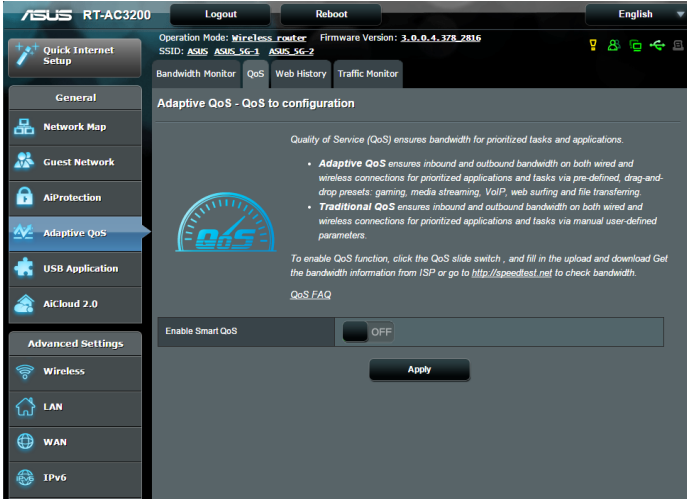 ASUS RT-AC3200
Logout
Reboot
English
Quick Internet
Setup
Operation Mode: Wireless router Firmware Version: 3.0.0.4.378_2816
SSID: ASUS ASUS_5G-1 ASUS_5G-2
Bandwidth Monitor
QoS
Web History
Traffic Monitor
General
Network Map
Guest Network
AiProtection
Adaptive QoS
USB Application
AiCloud 2.0
Advanced Settings
Wireless
LAN
WAN
IPv6
IPv6
Adaptive QoS - QoS to configuration
QoS
Quality of Service (QoS) ensures bandwidth for prioritized tasks and applications.
• Adaptive QoS ensures inbound and outbound bandwidth on both wired and
wireless connections for prioritized applications and tasks via pre-defined, drag-and-
drop presets: gaming, media streaming, VoIP, web surfing and file transferring.
• Traditional QoS ensures inbound and outbound bandwidth on both wired and
wireless connections for prioritized applications and tasks via manual user-defined
parameters.
To enable QoS function, click the QoS slide switch , and fill in the upload and download Get
the bandwidth information from ISP or go to http://speedtest.net to check bandwidth.
QoS FAQ
Enable Smart QoS
OFF
Apply